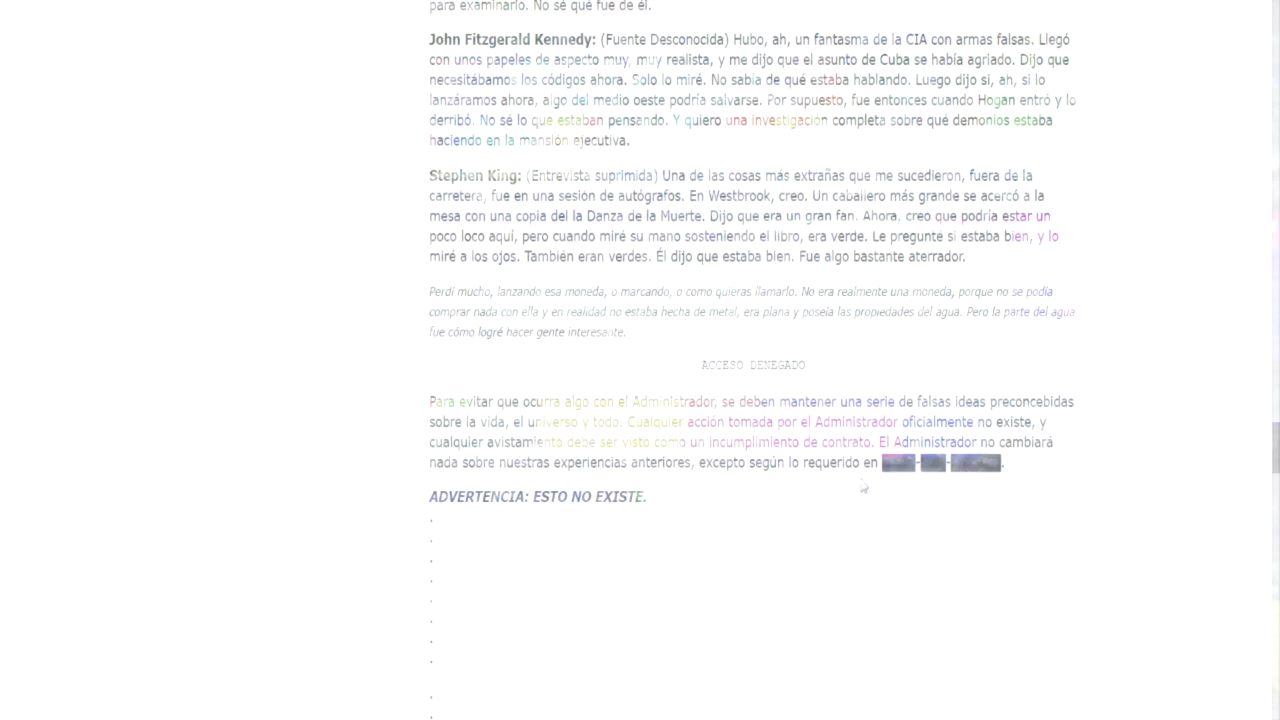 para examinarlo. No sé qué fue de él.
John Fitzgerald Kennedy: (Fuente Desconocida) Hubo, ah, un fantasma de la CIA con armas falsas. Llegó
con unos papeles de aspecto muy, muy realista, y me dijo que el asunto de Cuba se había agriado. Dijo que
necesitábamos los códigos ahora. Solo lo miré. No sabía de qué estaba hablando. Luego dijo si, ah, si lo
lanzáramos ahora, algo del medio oeste podría salvarse. Por supuesto, fue entonces cuando Hogan entró y lo
derribó. No sé lo que estaban pensando. Y quiero una investigación completa sobre qué demonios estaba
haciendo en la mansión ejecutiva.
Stephen King: (Entrevista suprimida) Una de las cosas más extrañas que me sucedieron, fuera de la
carretera, fue en una sesión de autógrafos. En Westbrook, creo. Un caballero más grande se acercó a la
mesa con una copia del la Danza de la Muerte. Dijo que era un gran fan. Ahora, creo que podría estar un
poco loco aquí, pero cuando miré su mano sosteniendo el libro, era verde. Le pregunte si estaba bien, y lo
miré a los ojos. También eran verdes. Él dijo que estaba bien. Fue algo bastante aterrador.
Perdí mucho, lanzando esa moneda, o marcando, o como quieras llamarlo. No era realmente una moneda, porque no se podía
comprar nada con ella y en realidad no estaba hecha de metal, era plana y poseía las propiedades del agua. Pero la parte del agua
fue cómo logré hacer gente interesante.
ACCESO DENEGADO
Para evitar que ocurra algo con el Administrador, se deben mantener una serie de falsas ideas preconcebidas
sobre la vida, el universo y todo. Cualquier acción tomada por el Administrador oficialmente no existe, y
cualquier avistamiento debe ser visto como un incumplimiento de contrato. El Administrador no cambiará
nada sobre nuestras experiencias anteriores, excepto según lo requerido en - - .
ADVERTENCIA: ESTO NO EXISTE.
.
.
.
.
.
.
.
.
.
.